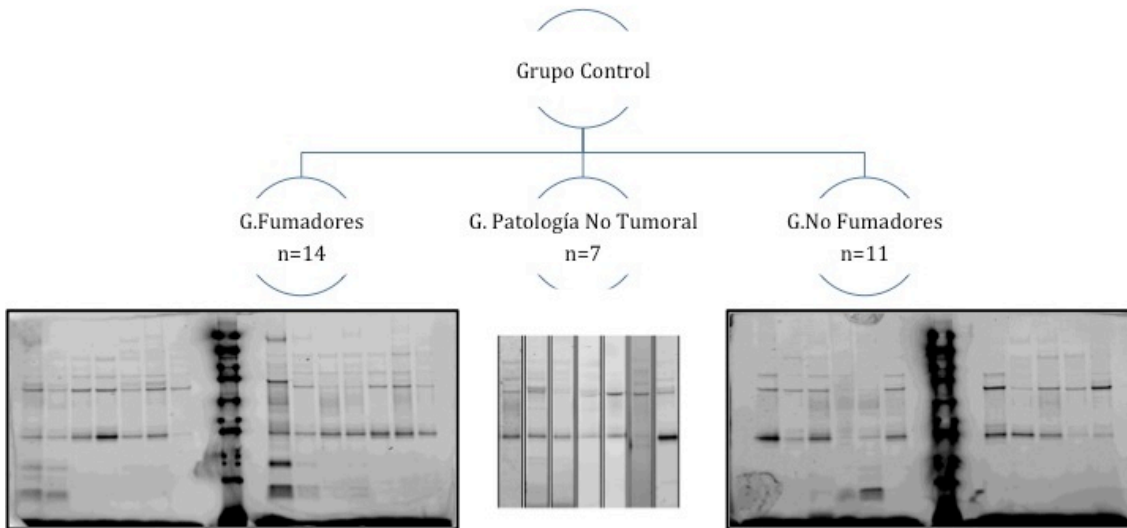 Grupo Control
G.Fumadores
n=14
G. Patología No Tumoral
n=7
G.No Fumadores
n=11